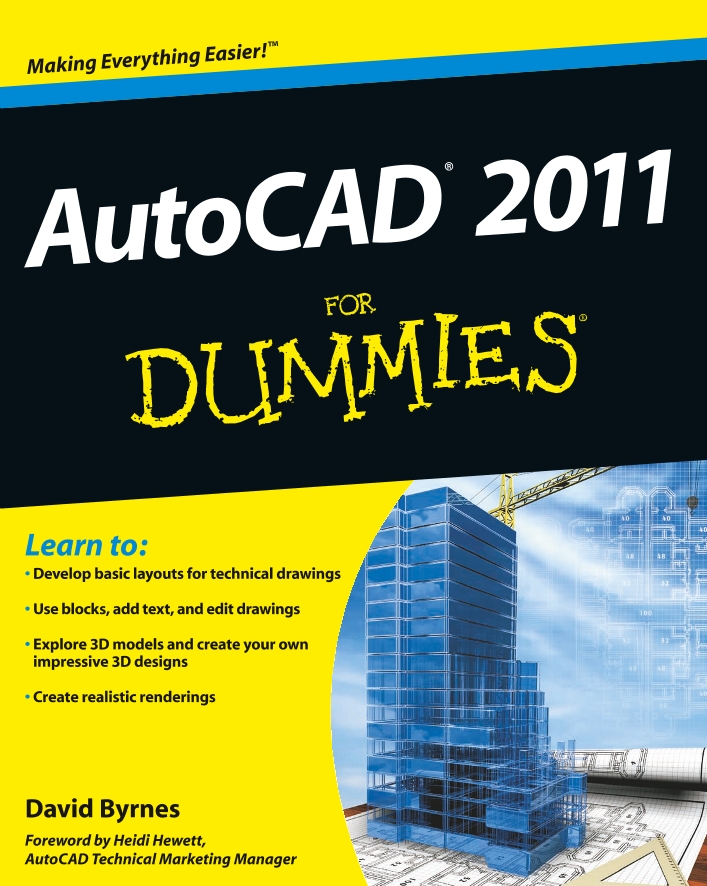 Making Everything Easier!™
AutoCAD® 2011
FOR
DUMMIES®
Learn to:
• Develop basic layouts for technical drawings
• Use blocks, add text, and edit drawings
• Explore 3D models and create your own
impressive 3D designs
• Create realistic renderings
David Byrnes
Foreword by Heidi Hewett,
AutoCAD Technical Marketing Manager